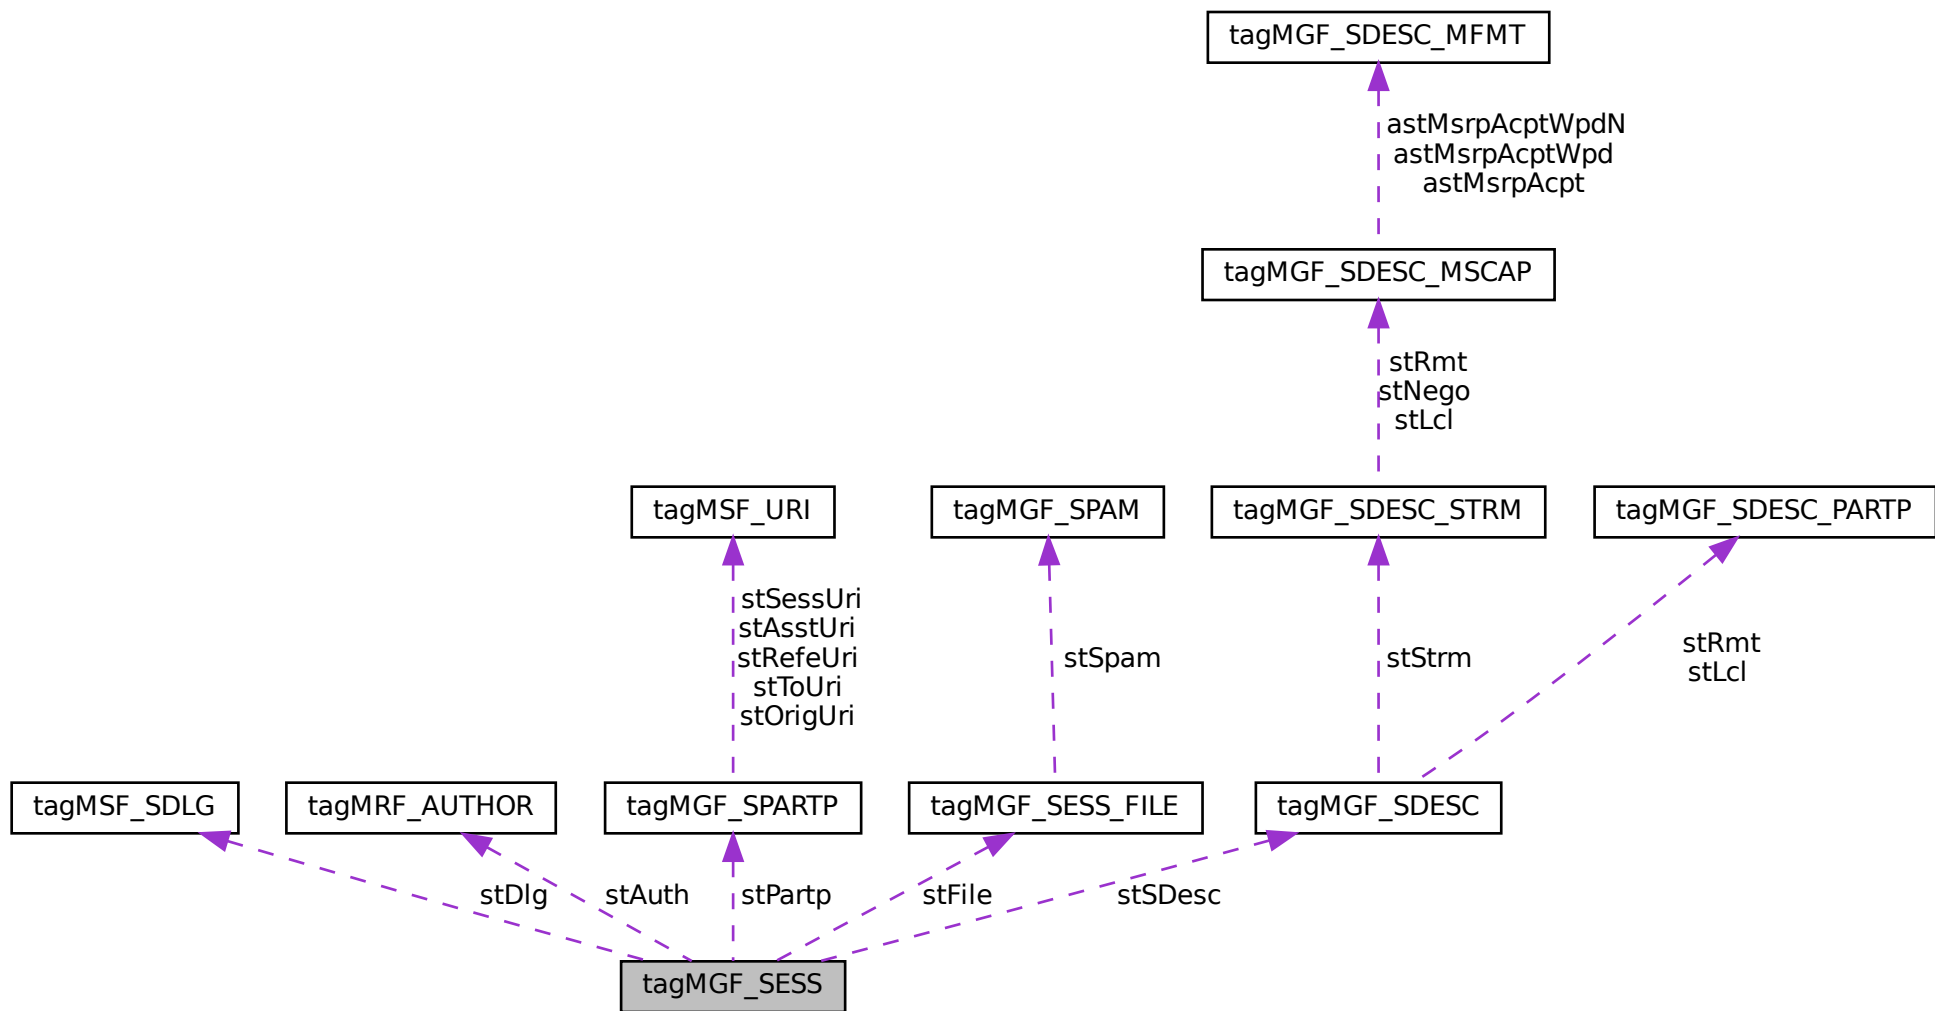 tagMGF_SDESC_MFMT
astMsrpAcptWpdN
astMsrpAcptWpd
astMsrpAcpt
tagMGF_SDESC_MSCAP
stRmt
stNego
stLcl
tagMSF_URI
tagMGF_SPAM
tagMGF_SDESC_STRM
tagMGF_SDESC_PARTP
stSessUri
stAsstUri
stRefeUri
stToUri
stOrigUri
stSpam
stStrm
stRmt
stLcl
tagMSF_SDLG
tagMRF_AUTHOR
tagMGF_SPARTP
tagMGF_SESS_FILE
tagMGF_SDESC
stDlg
stAuth
stPartp
stFile
stSDesc
tagMGF_SESS